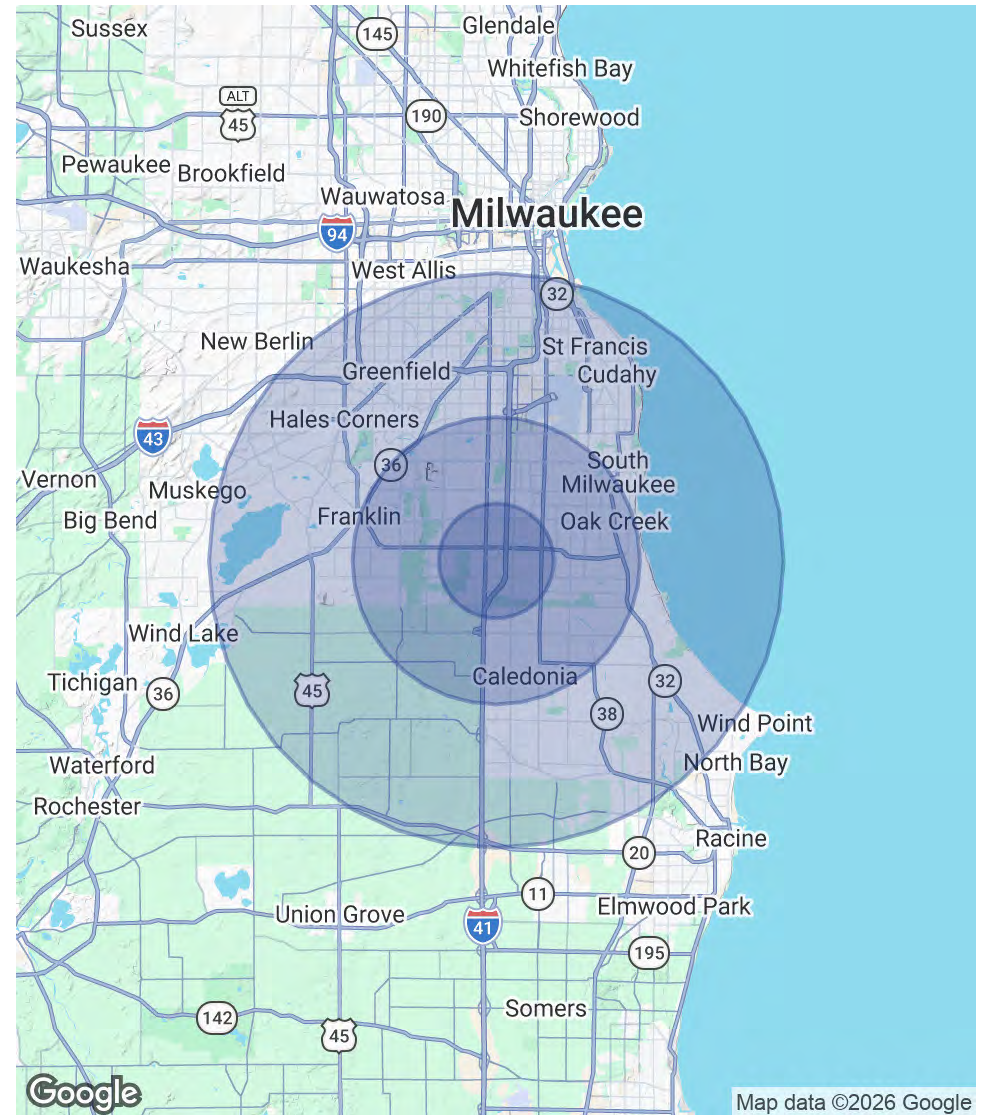 Sussex
145
Glendale
Whitefish Bay
ALT
45
190
Shorewood
Pewaukee
Brookfield
Wauwatosa
Milwaukee
94
Waukesha
West Allis
32
New Berlin
St Francis
Greenfield
Cudahy
Hales Corners
43
36
South
Milwaukee
Vernon
Muskego
Big Bend
Franklin
Oak Creek
Wind Lake
Tichigan
36
45
Caledonia
32
38
Wind Point
Waterford
North Bay
Rochester
Racine
20
11
Union Grove
Elmwood Park
41
195
Somers
142
45
Google
Map data ©2026 Google